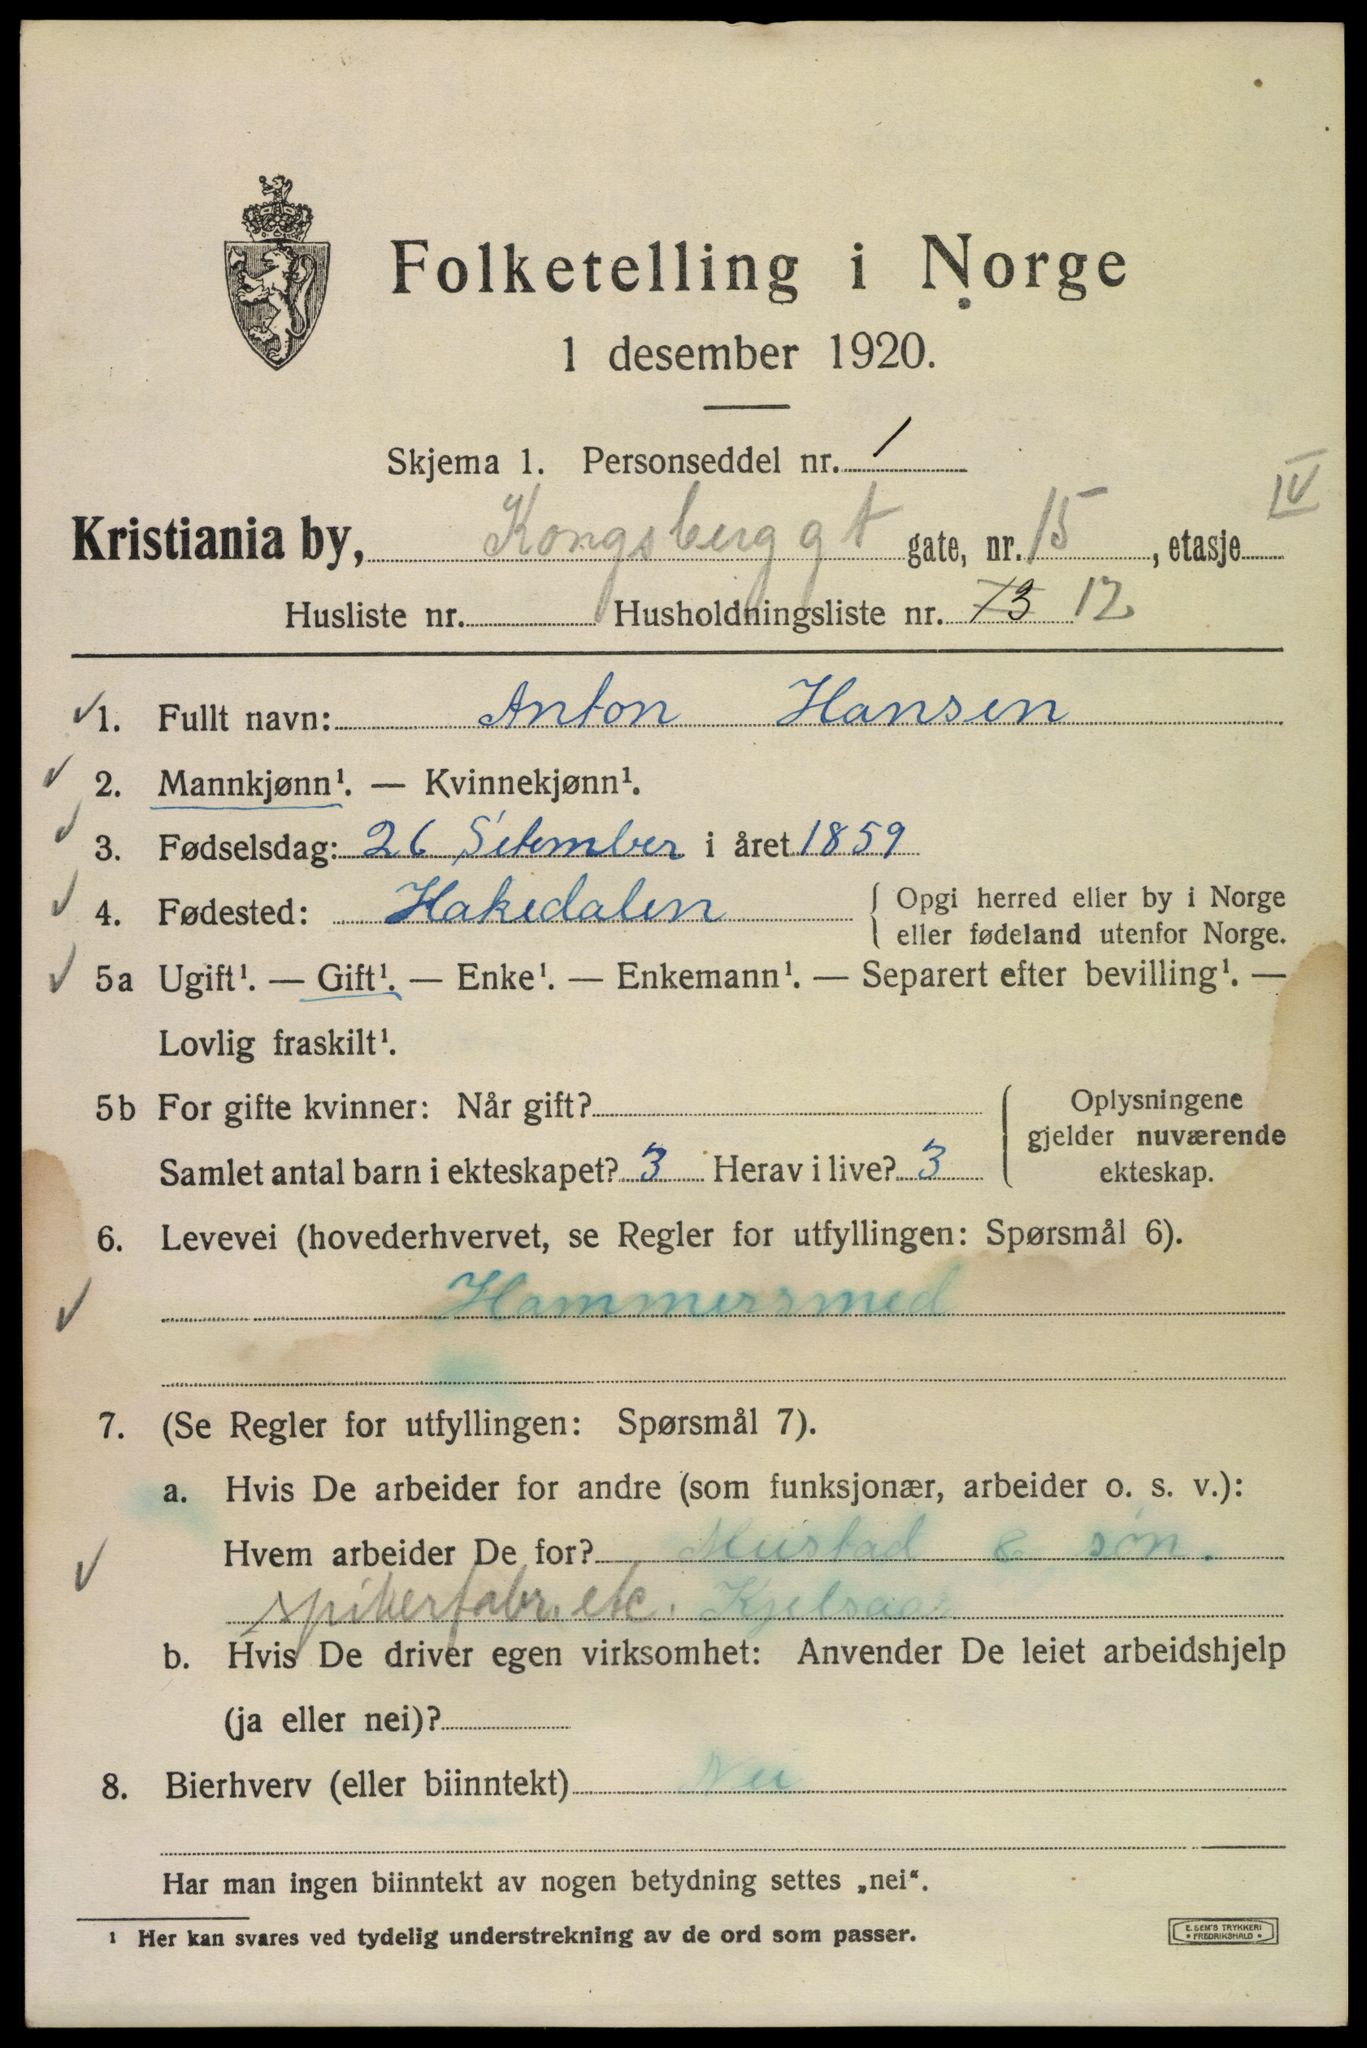 Folketelling i Norge
1 desember 1920.
Skjema 1. Personseddel nr. 1
Kristiania by, Kongsberg gt gate, nr. 15, etasje IV
Husliste nr. Husholdningsliste nr. 13 12
1. Fullt navn: Anton Hansen
2. Mannkjønn¹. — Kvinnekjønn¹.
3. Fødselsdag: 26 Setember i året 1859
4. Fødested: Hakedalen { Opgi herred eller by i Norge
eller fødeland utenfor Norge.
5a Ugift¹. — Gift¹. — Enke¹. — Enkemann¹. — Separert efter bevilling¹. —
Lovlig fraskilt¹.
5b For gifte kvinner: Når gift? { Oplysningene
gjelder nuværende
Samlet antal barn i ekteskapet? 3 Herav i live? 3 ekteskap.
6. Levevei (hovederhvervet, se Regler for utfyllingen: Spørsmål 6).
Hammersmed
7. (Se Regler for utfyllingen: Spørsmål 7).
a. Hvis De arbeider for andre (som funksjonær, arbeider o. s. v.):
Hvem arbeider De for? Mustad & søn.
spikerfabr. etc. Kjelsaas
b. Hvis De driver egen virksomhet: Anvender De leiet arbeidshjelp
(ja eller nei)?
8. Bierhverv (eller biinntekt) Nei
Har man ingen biinntekt av nogen betydning settes „nei“.
¹ Her kan svares ved tydelig understrekning av de ord som passer.
E. SEM'S TRYKKERI
• FREDRIKSHALD •